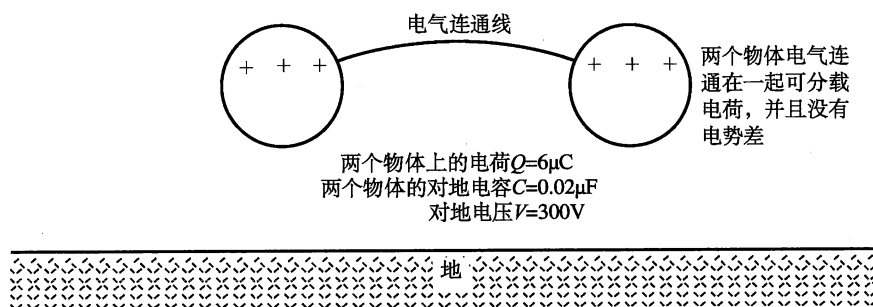 电气连通线
+ + +
+ + +
两个物体电气连
通在一起可分载
电荷，并且没有
电势差
两个物体上的电荷Q=6μC
两个物体的对地电容C=0.02μF
对地电压V=300V
地